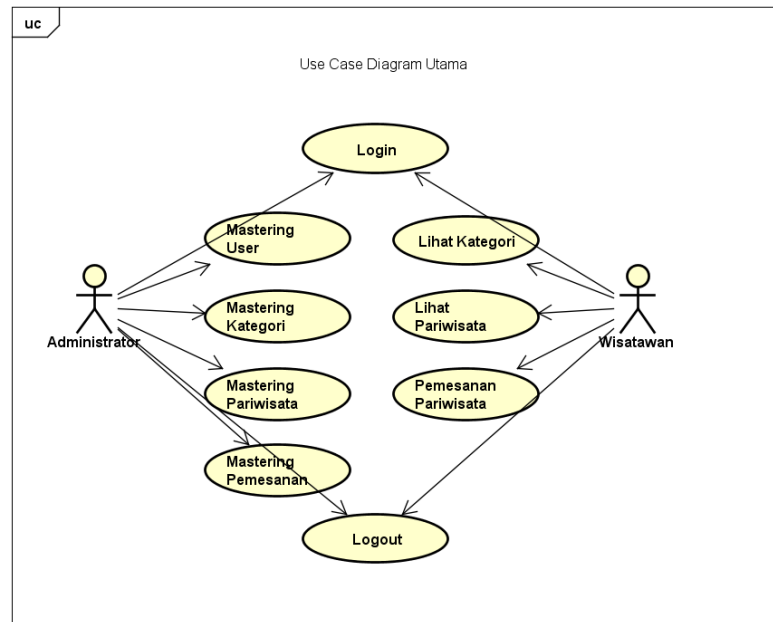 uc
Use Case Diagram Utama
Login
Mastering
User
Lihat Kategori
Administrator
Mastering
Kategori
Lihat
Pariwisata
Wisatawan
Mastering
Pariwisata
Pemesanan
Pariwisata
Mastering
Pemesanan
Logout